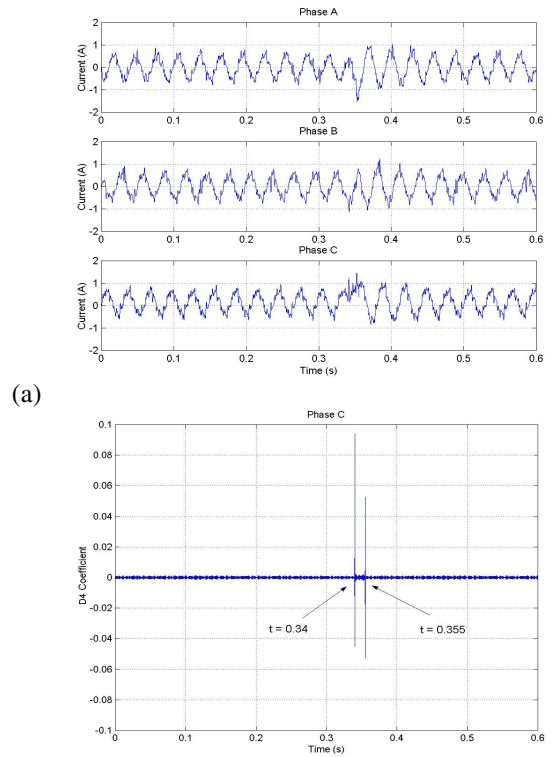 Phase A
2
1
0
-1
-2
Current (A)
0 0.1 0.2 0.3 0.4 0.5 0.6
Phase B
2
1
0
-1
-2
Current (A)
0 0.1 0.2 0.3 0.4 0.5 0.6
Phase C
2
1
0
-1
-2
Current (A)
0 0.1 0.2 0.3 0.4 0.5 0.6
Time (s)
(a)
Phase C
0.1
0.08
0.06
0.04
0.02
0
-0.02
-0.04
-0.06
-0.08
-0.1
D4 Coefficient
t = 0.34
t = 0.355
0 0.1 0.2 0.3 0.4 0.5 0.6
Time (s)